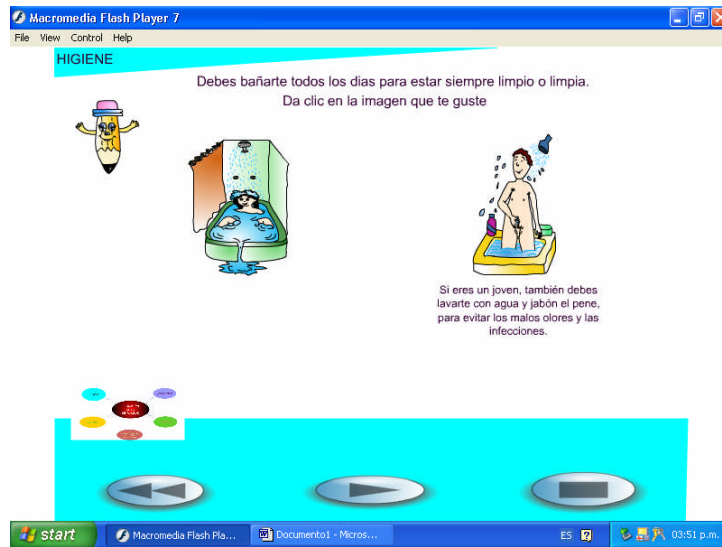 Macromedia Flash Player 7
File View Control Help
HIGIENE
Debes bañarte todos los dias para estar siempre limpio o limpia.
Da clic en la imagen que te guste
Si eres un joven, también debes
lavarte con agua y jabón el pene,
para evitar los malos olores y las
infecciones.
start
Macromedia Flash Pla...
Documento1 - Micros...
ES
03:51 p.m.